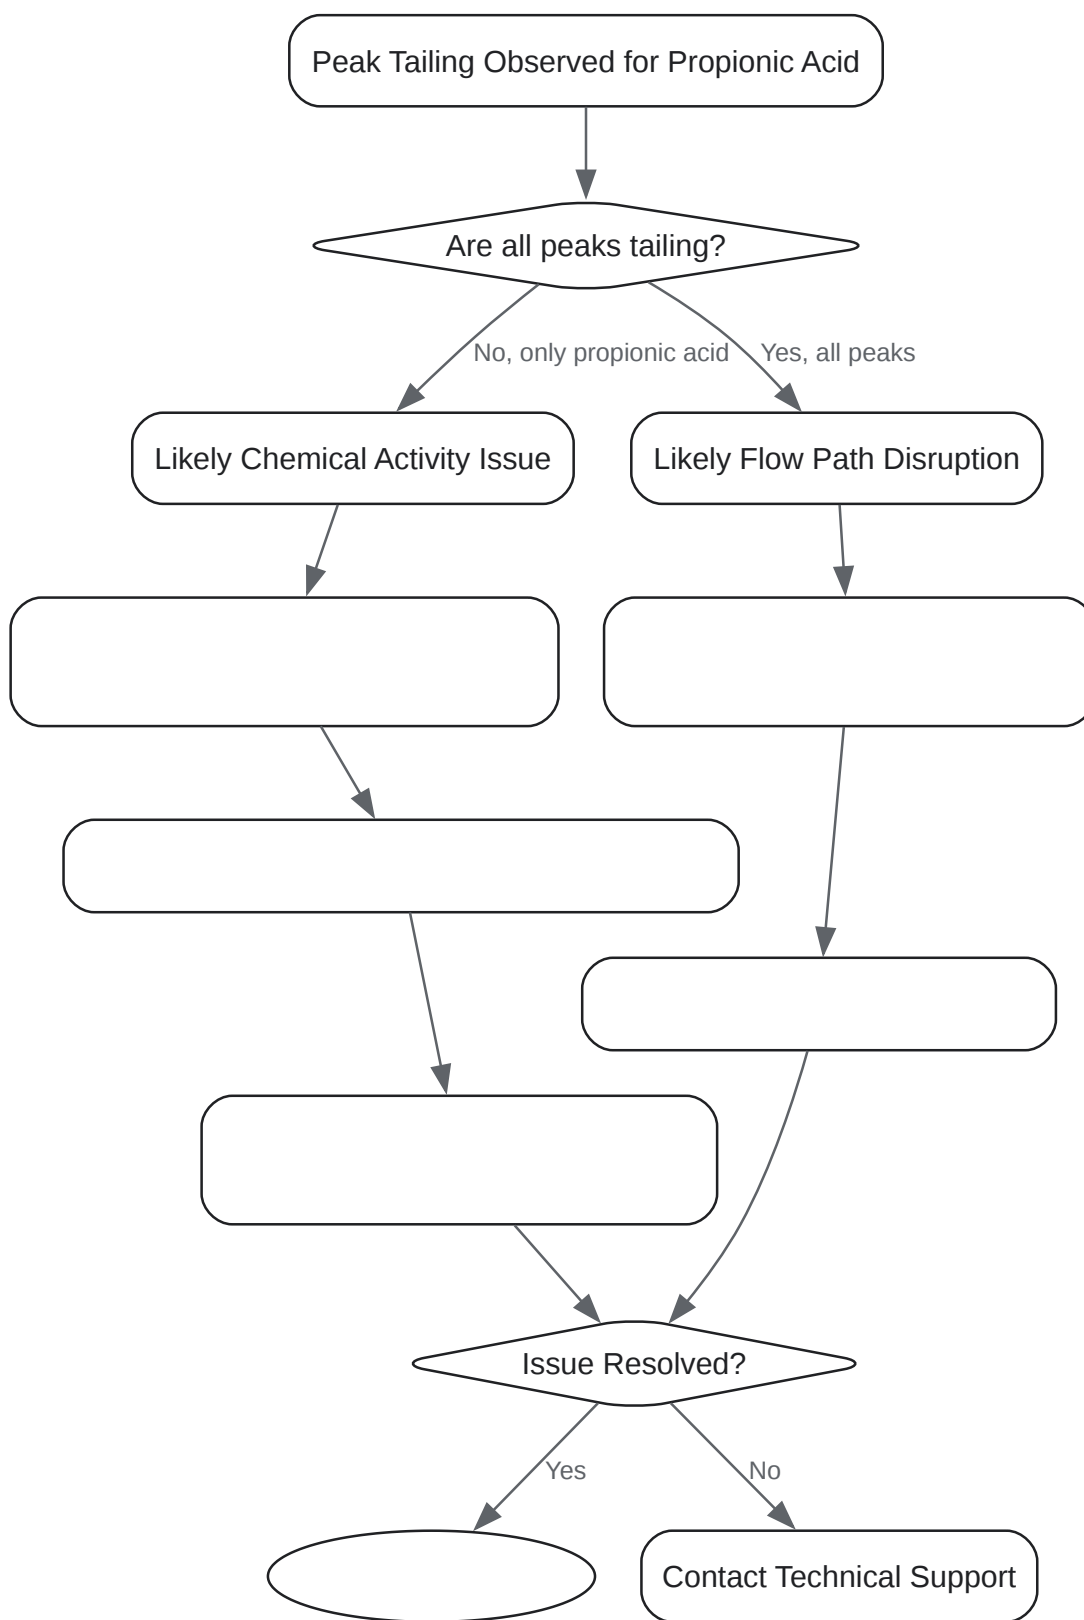 Peak Tailing Observed for Propionic Acid
Are all peaks tailing?
No, only propionic acid
Yes, all peaks
Likely Chemical Activity Issue
Likely Flow Path Disruption
Issue Resolved?
Yes
No
Contact Technical Support